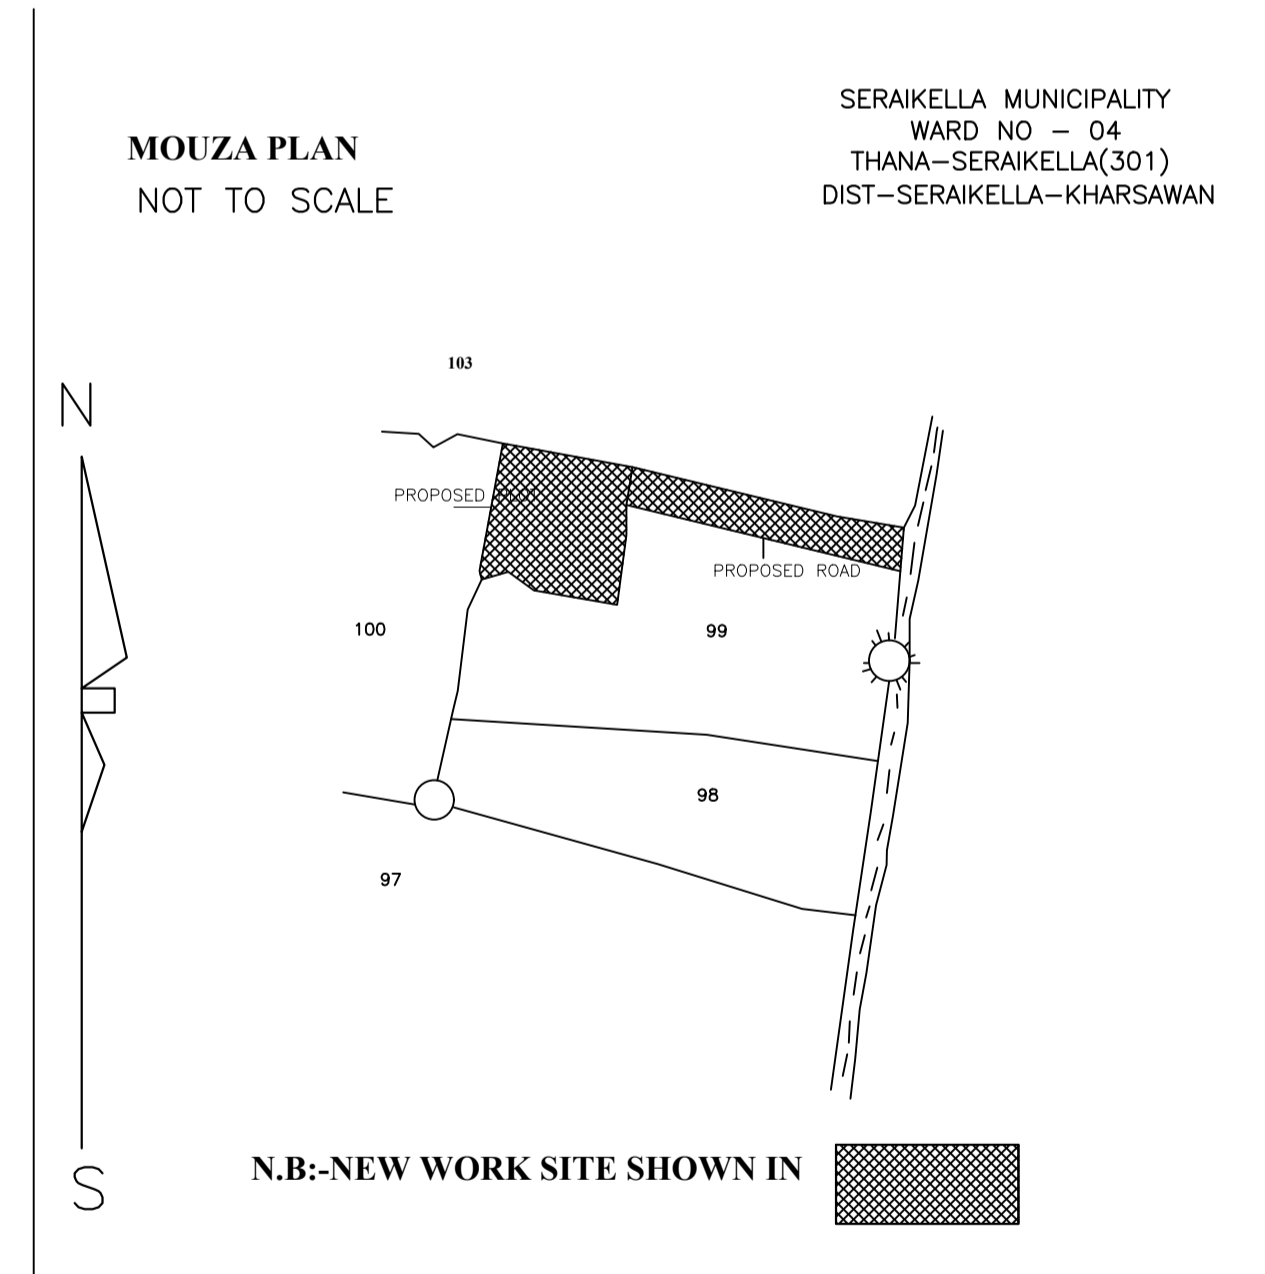 SERAIKELLA MUNICIPALITY
WARD NO - 04
THANA-SERAIKELLA(301)
DIST-SERAIKELLA-KHARSAWAN
MOUZA PLAN
NOT TO SCALE
103
N
PROPOSED PLOT
PROPOSED ROAD
100
99
98
97
N.B:-NEW WORK SITE SHOWN IN
S